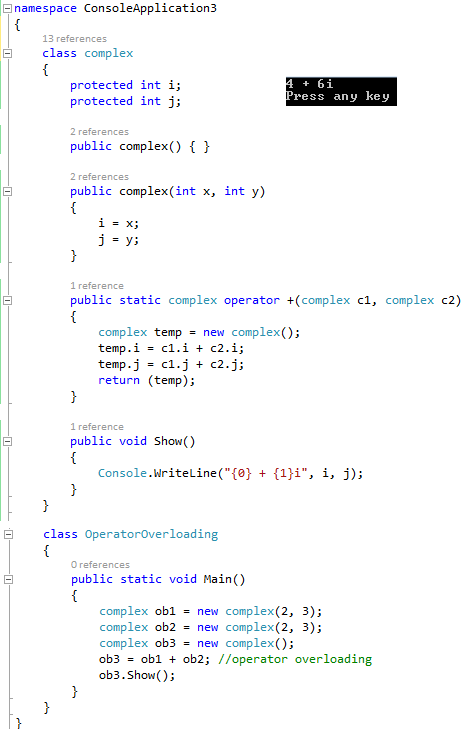 namespace ConsoleApplication3
{
13 references
class complex
{
protected int i;
protected int j;
4 + 6i
Press any key
2 references
public complex() { }
2 references
public complex(int x, int y)
{
i = x;
j = y;
}
1 reference
public static complex operator +(complex c1, complex c2)
{
complex temp = new complex();
temp.i = c1.i + c2.i;
temp.j = c1.j + c2.j;
return (temp);
}
1 reference
public void Show()
{
Console.WriteLine("{0} + {1}i", i, j);
}
}
class OperatorOverloading
{
0 references
public static void Main()
{
complex ob1 = new complex(2, 3);
complex ob2 = new complex(2, 3);
complex ob3 = new complex();
ob3 = ob1 + ob2; //operator overloading
ob3.Show();
}
}
}